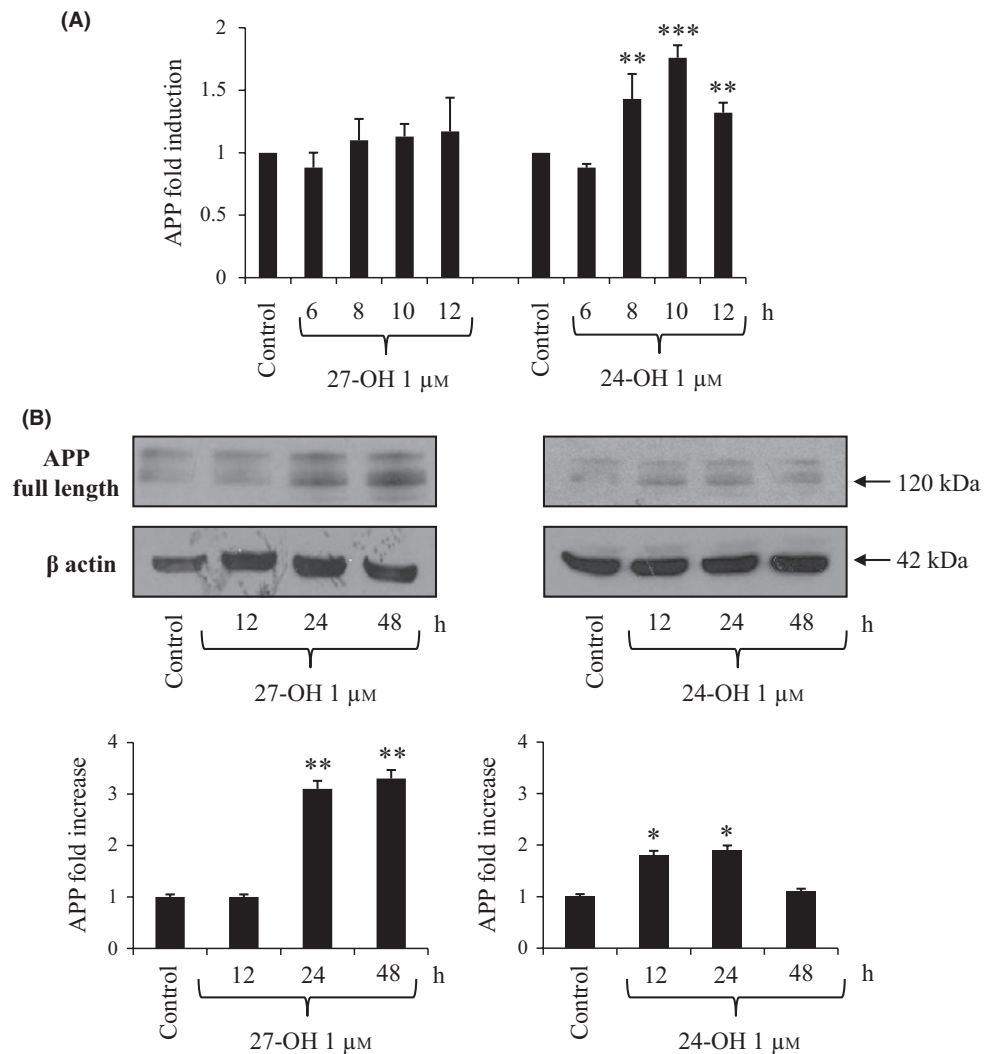 (A)
APP fold induction
2
1.5
1
0.5
0
** *** **
Control 6 8 10 12 Control 6 8 10 12 h
27-OH 1 μM 24-OH 1 μM
(B)
APP
full length
120 kDa
β actin
42 kDa
Control 12 24 48 h
27-OH 1 μM
Control 12 24 48 h
24-OH 1 μM
APP fold increase
4
3
2
1
0
** **
Control 12 24 48 h
27-OH 1 μM
APP fold increase
4
3
2
1
0
* *
Control 12 24 48 h
24-OH 1 μM